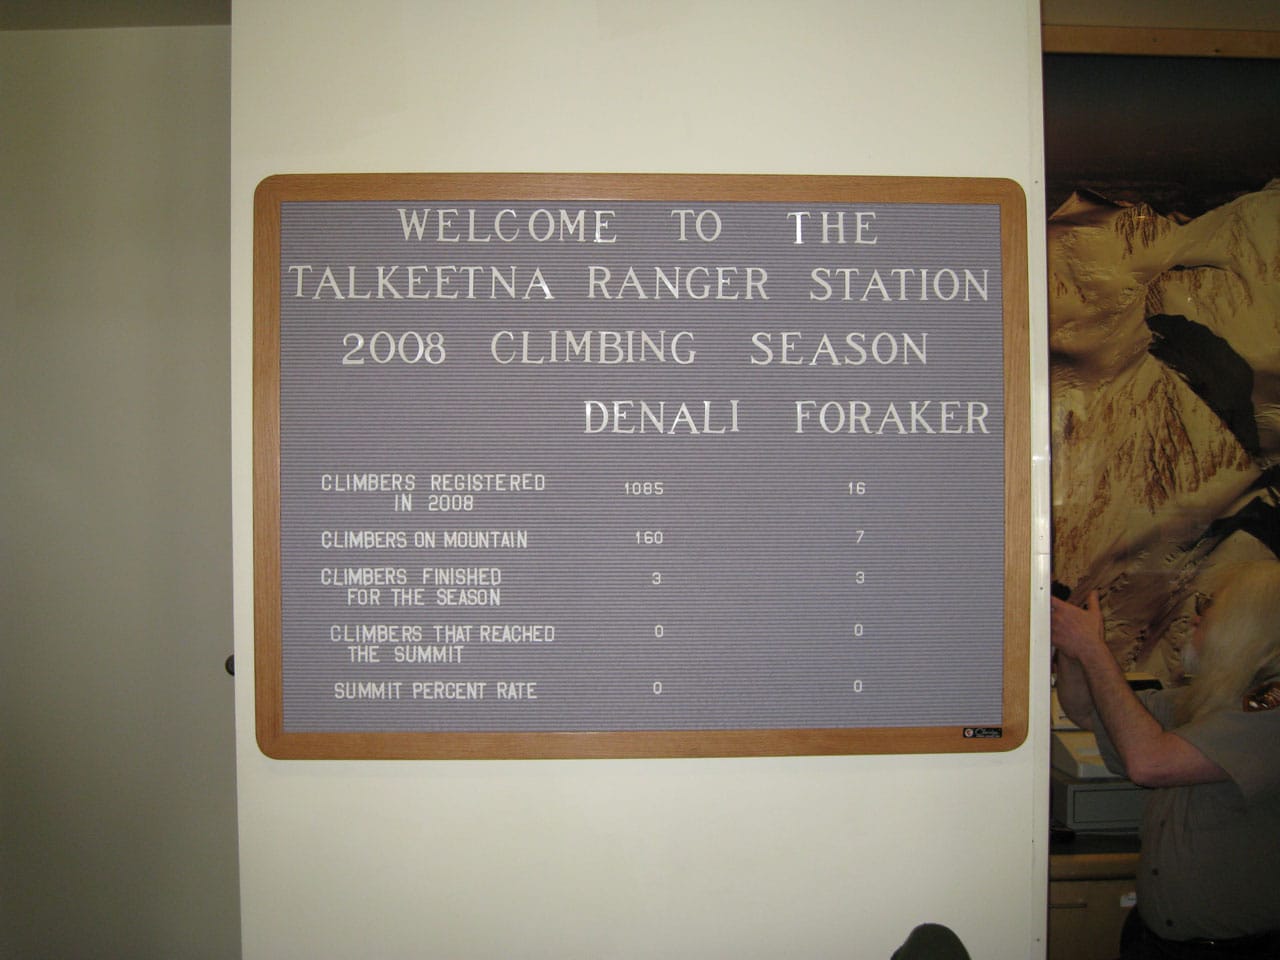 WELCOME TO THE
TALKEETNA RANGER STATION
2008 CLIMBING SEASON
DENALI FORAKER
CLIMBERS REGISTERED
IN 2008 1085 16
CLIMBERS ON MOUNTAIN 160 7
CLIMBERS FINISHED
FOR THE SEASON 3 3
CLIMBERS THAT REACHED
THE SUMMIT 0 0
SUMMIT PERCENT RATE 0 0